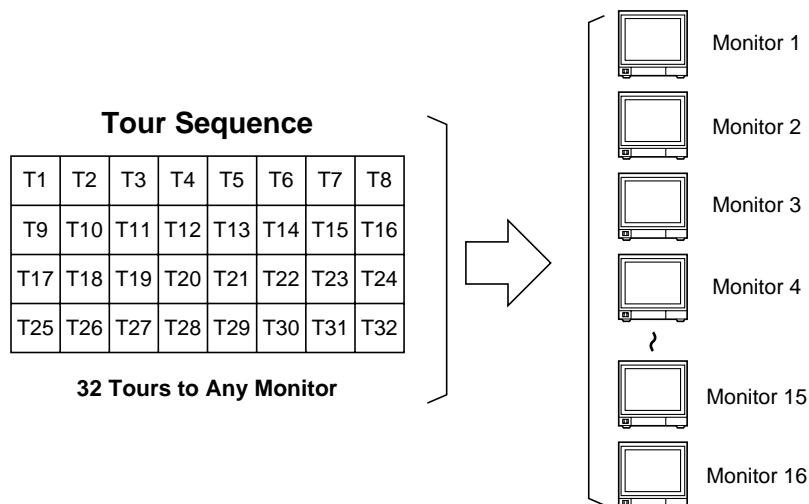 Tour Sequence
T1 T2 T3 T4 T5 T6 T7 T8
T9 T10 T11 T12 T13 T14 T15 T16
T17 T18 T19 T20 T21 T22 T23 T24
T25 T26 T27 T28 T29 T30 T31 T32
32 Tours to Any Monitor
Monitor 1
Monitor 2
Monitor 3
Monitor 4
Monitor 15
Monitor 16